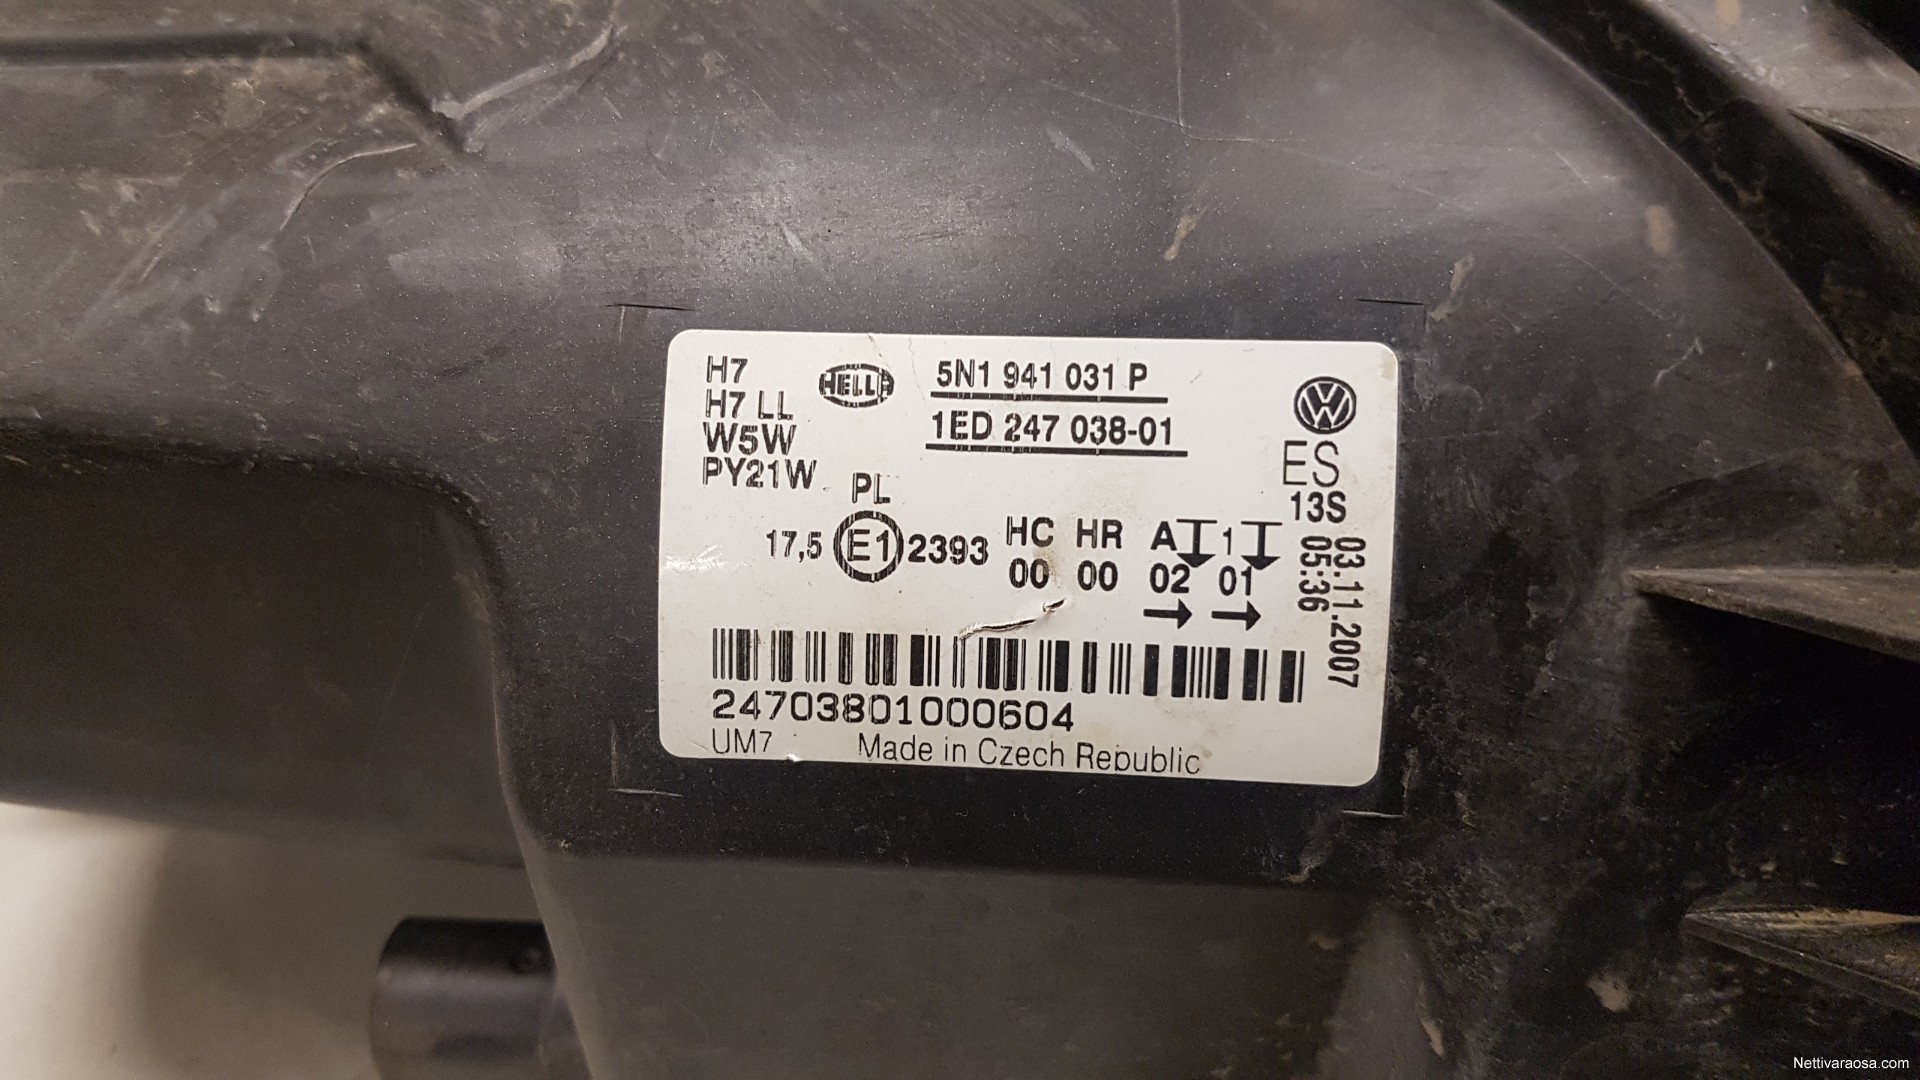 H7
H7 LL
W5W
PY21W
HELLA
5N1 941 031 P
1ED 247 038-01
ES
13S
03.11.2007
05:36
PL
17,5 E1 2393
HC HR A 1
00 00 02 01
24703801000604
UM7 Made in Czech Republic
Nettivaraosa.com